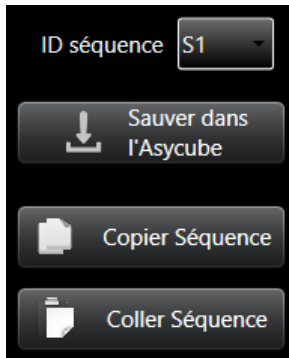 ID séquence S1
Sauver dans
l'Asycube
Copier Séquence
Coller Séquence